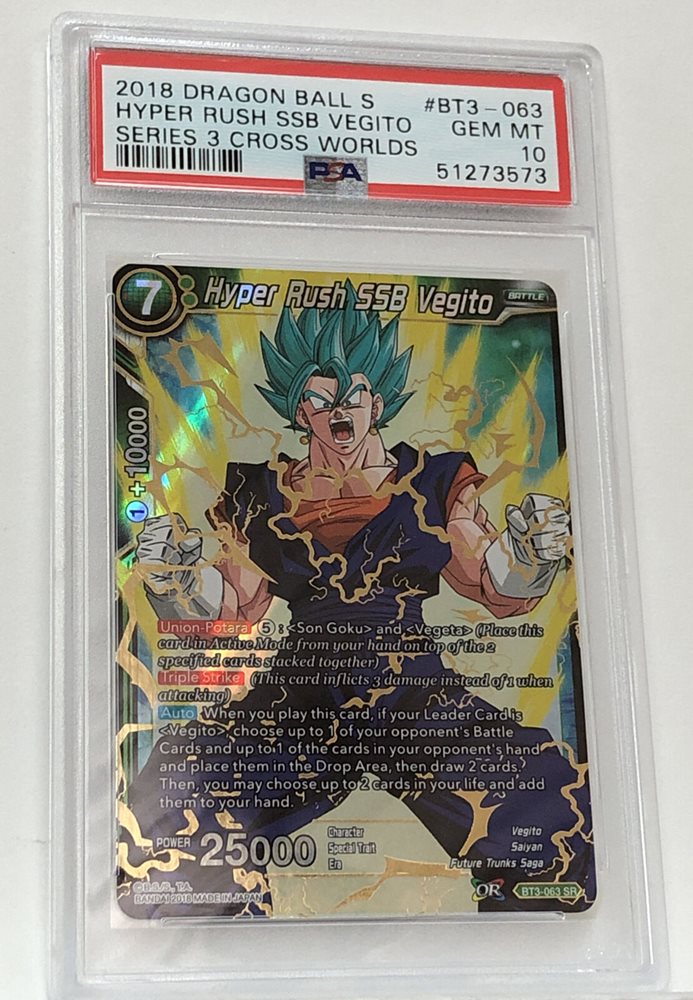 2018 DRAGON BALL S #BT3-063
HYPER RUSH SSB VEGITO GEM MT
SERIES 3 CROSS WORLDS 10
PSA 51273573
7 Hyper Rush SSB Vegito BATTLE
1 +10000
Union-Potara 5 : <Son Goku> and <Vegeta> (Place this
card in Active Mode from your hand on top of the 2
specified cards stacked together)
Triple Strike (This card inflicts 3 damage instead of 1 when
attacking)
Auto When you play this card, if your Leader Card is
<Vegito>, choose up to 1 of your opponent's Battle
Cards and up to 1 of the cards in your opponent's hand
and place them in the Drop Area, then draw 2 cards.
Then, you may choose up to 2 cards in your life and add
them to your hand.
POWER 25000
Character Vegito
Special Trait Saiyan
Era Future Trunks Saga
©B.S./S., T.A.
BANDAI 2018 MADE IN JAPAN
OR BT3-063 SR